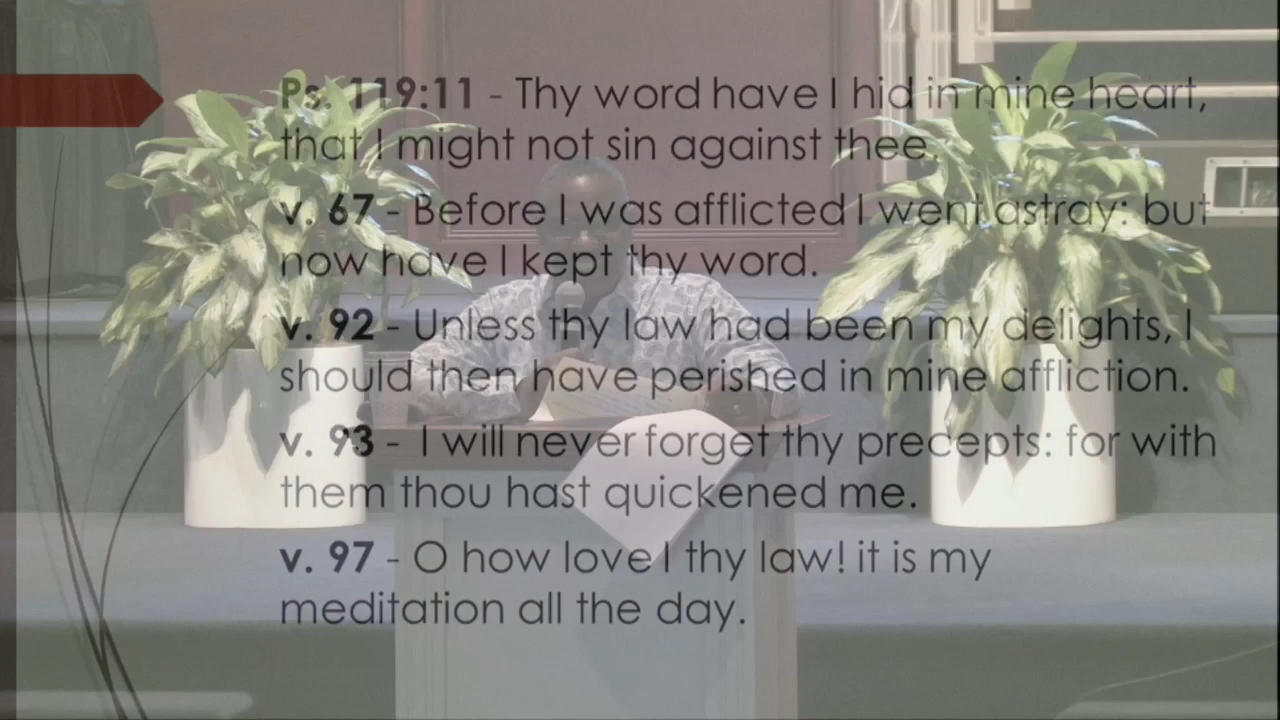 Ps. 119:11 - Thy word have I hid in mine heart,
that I might not sin against thee.
v. 67 - Before I was afflicted I went astray: but
now have I kept thy word.
v. 92 - Unless thy law had been my delights, I
should then have perished in mine affliction.
v. 93 - I will never forget thy precepts: for with
them thou hast quickened me.
v. 97 - O how love I thy law! it is my
meditation all the day.